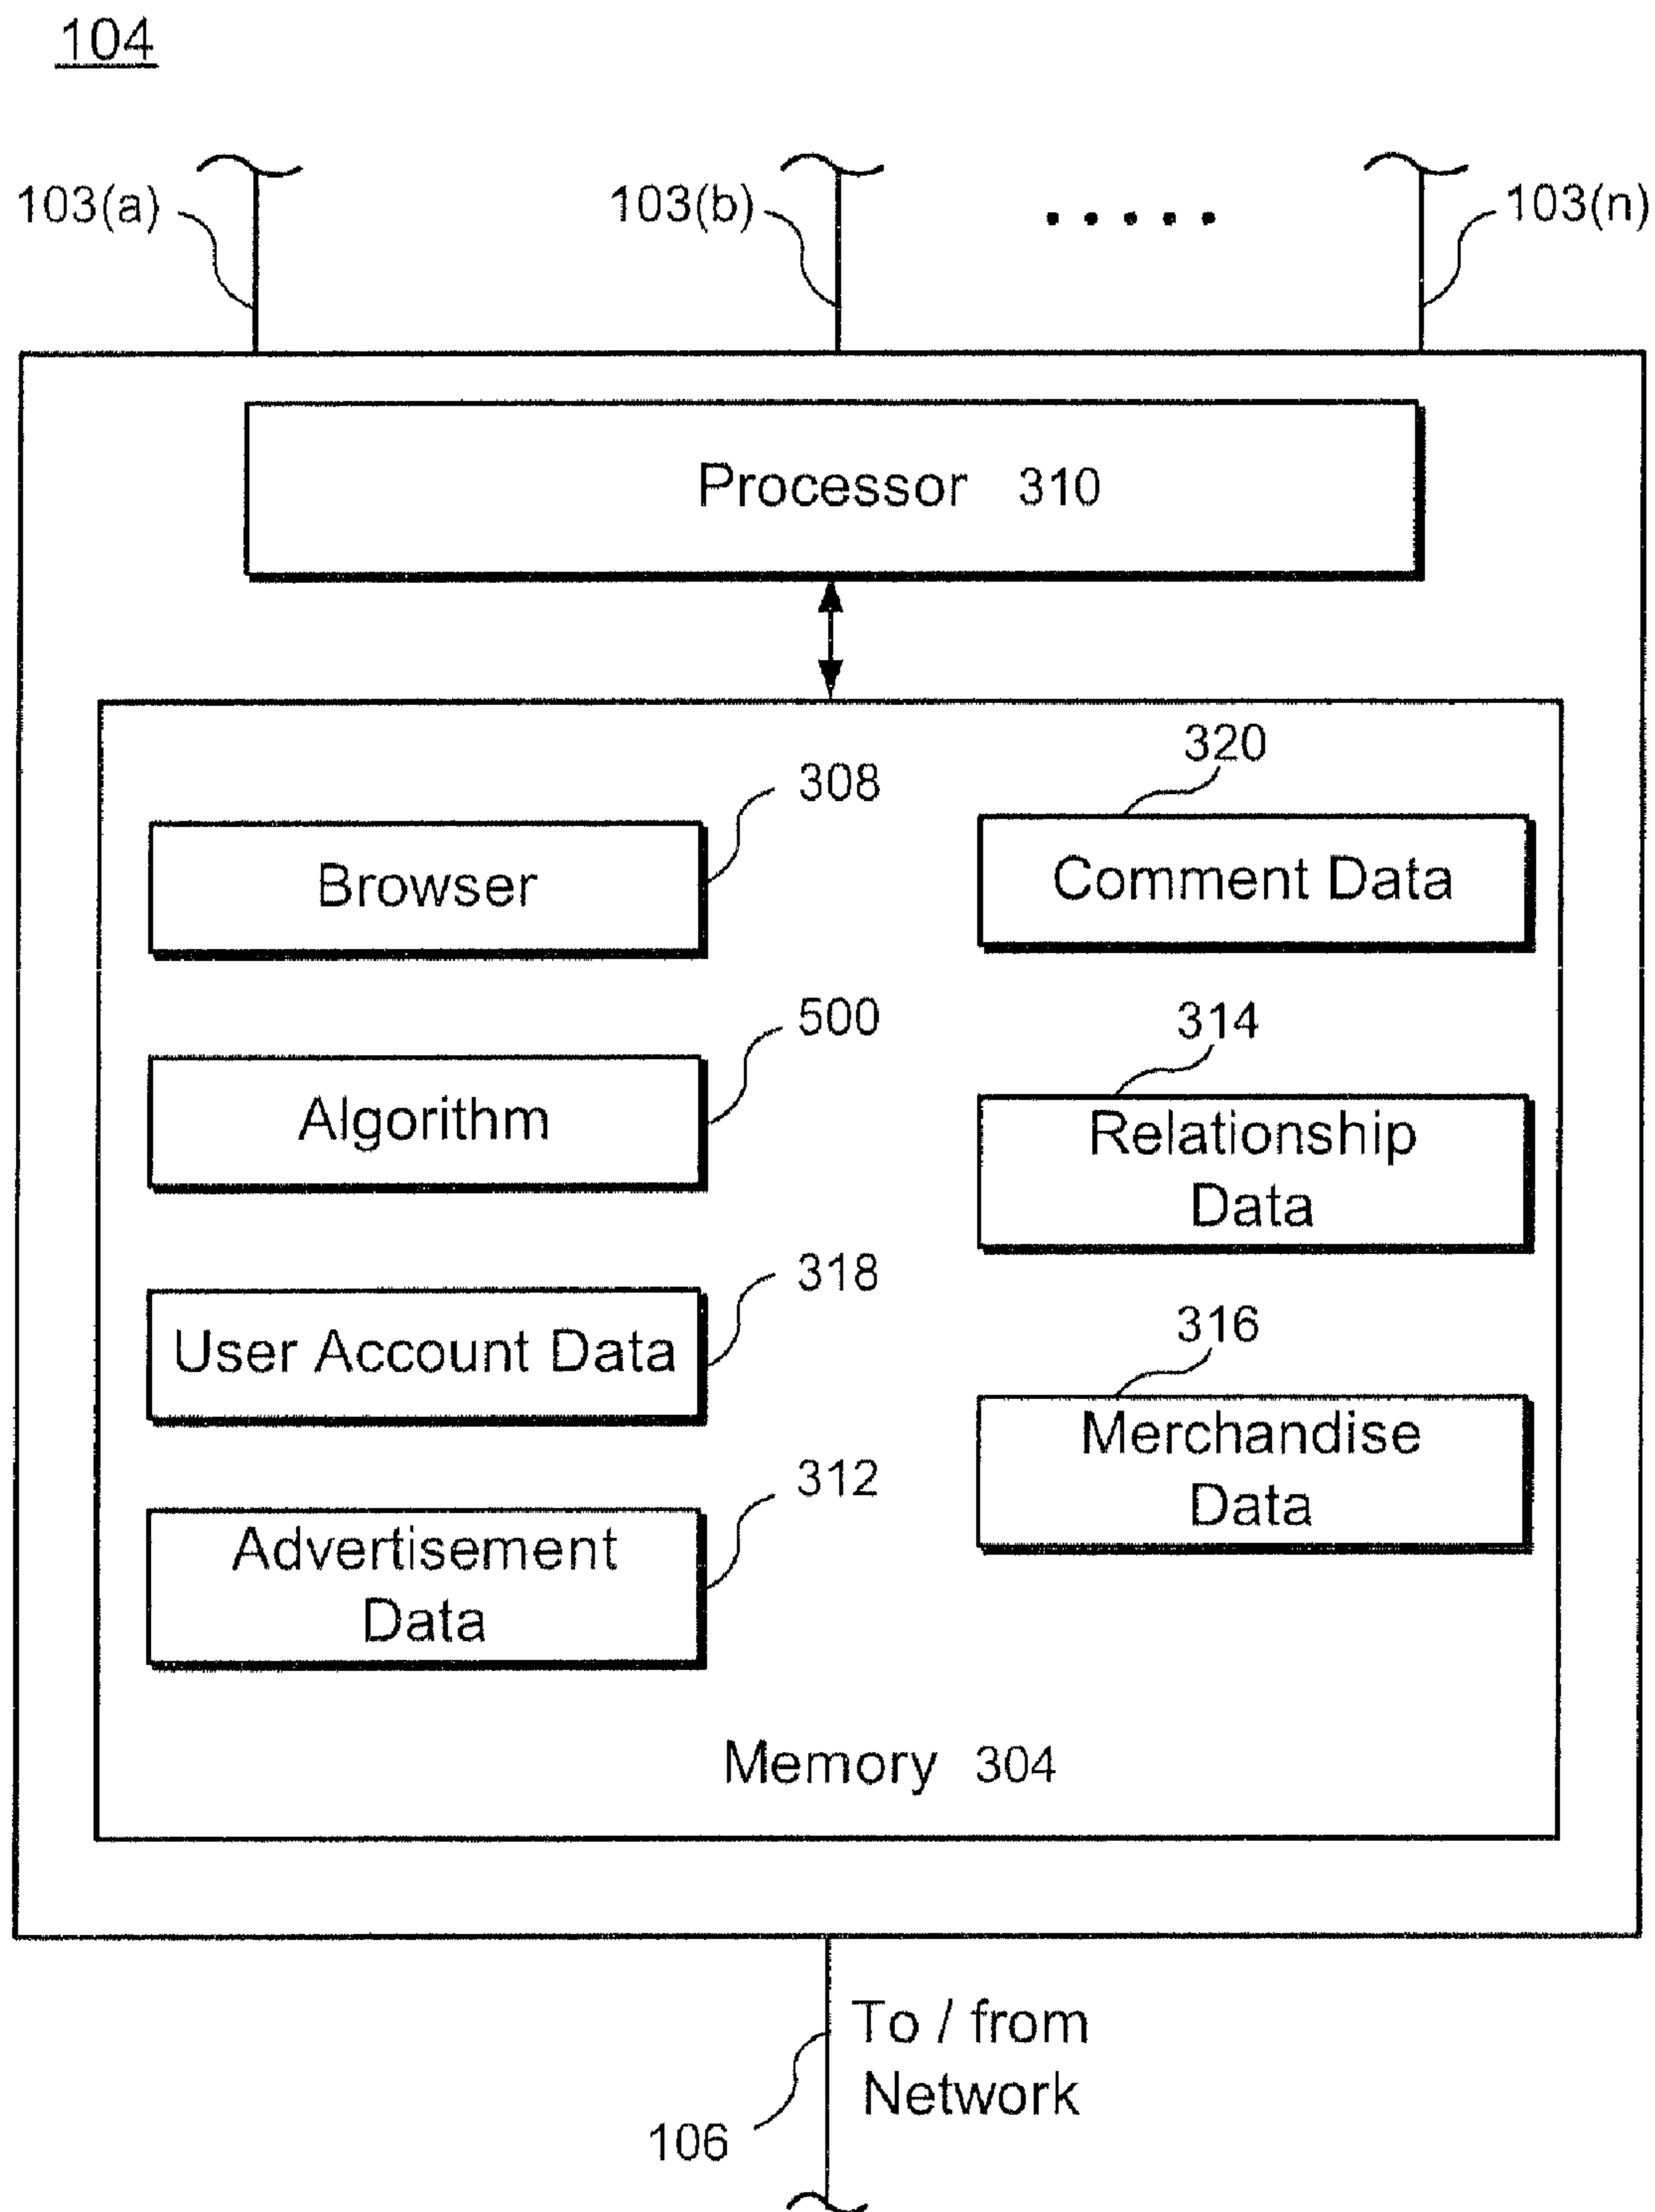 104
103(a)
103(b)
.....
103(n)
Processor 310
308
Browser
320
Comment Data
500
Algorithm
314
Relationship
Data
318
User Account Data
316
Merchandise
Data
312
Advertisement
Data
Memory 304
To / from
Network
106